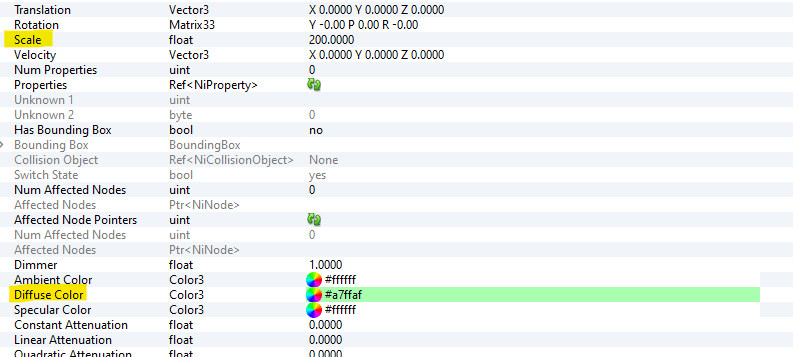 Translation Vector3 X 0.0000 Y 0.0000 Z 0.0000
Rotation Matrix33 Y -0.00 P 0.00 R -0.00
Scale float 200.0000
Velocity Vector3 X 0.0000 Y 0.0000 Z 0.0000
Num Properties uint 0
Properties Ref<NiProperty>
Unknown 1 uint
Unknown 2 byte 0
Has Bounding Box bool no
Bounding Box BoundingBox
Collision Object Ref<NiCollisionObject> None
Switch State bool yes
Num Affected Nodes uint 0
Affected Nodes Ptr<NiNode>
Affected Node Pointers uint
Num Affected Nodes uint 0
Affected Nodes Ptr<NiNode>
Dimmer float 1.0000
Ambient Color Color3 #ffffff
Diffuse Color Color3 #a7ffaf
Specular Color Color3 #ffffff
Constant Attenuation float 0.0000
Linear Attenuation float 0.0000
Quadratic Attenuation float 0.0000